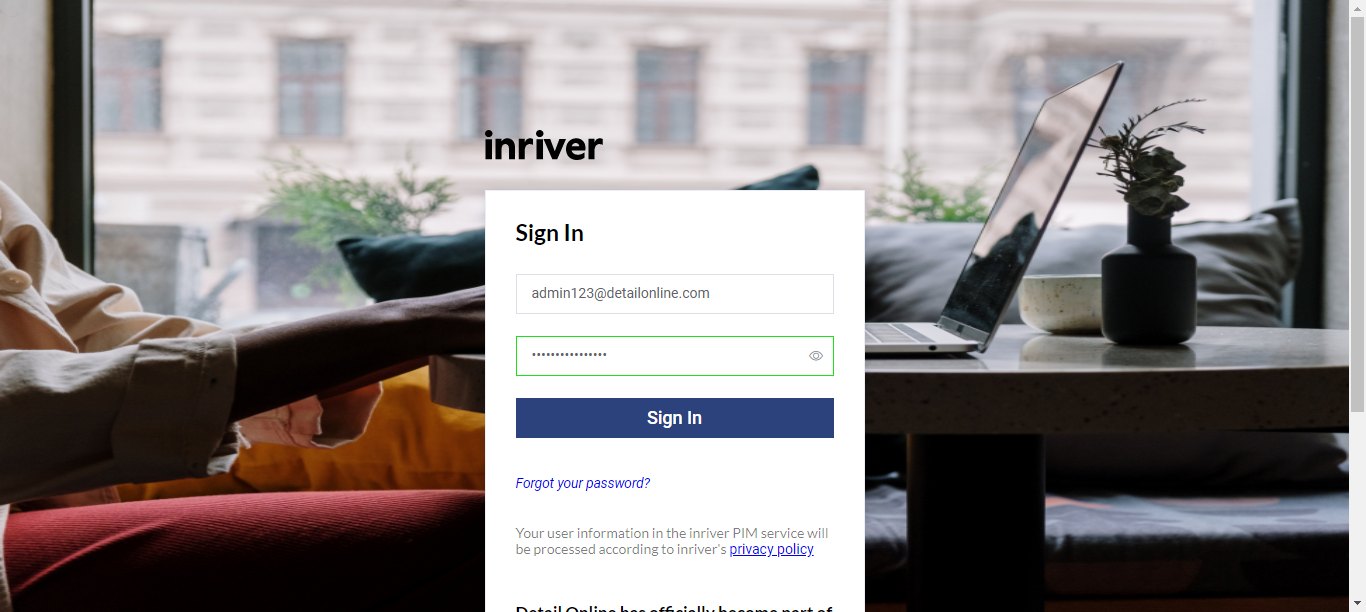 inriver
Sign In
admin123@detailonline.com
••••••••••••••••
Sign In
Forgot your password?
Your user information in the inriver PIM service will
be processed according to inriver's privacy policy
Detail Online has officially become part of